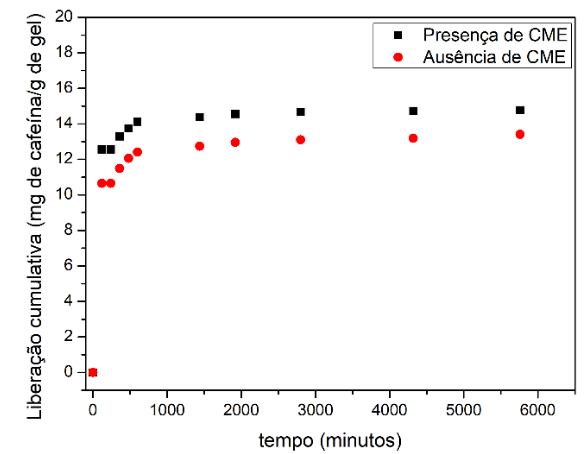 Liberação cumulativa (mg de cafeína/g de gel)
20
18
16
14
12
10
8
6
4
2
0
Presença de CME
Ausência de CME
0 1000 2000 3000 4000 5000 6000
tempo (minutos)